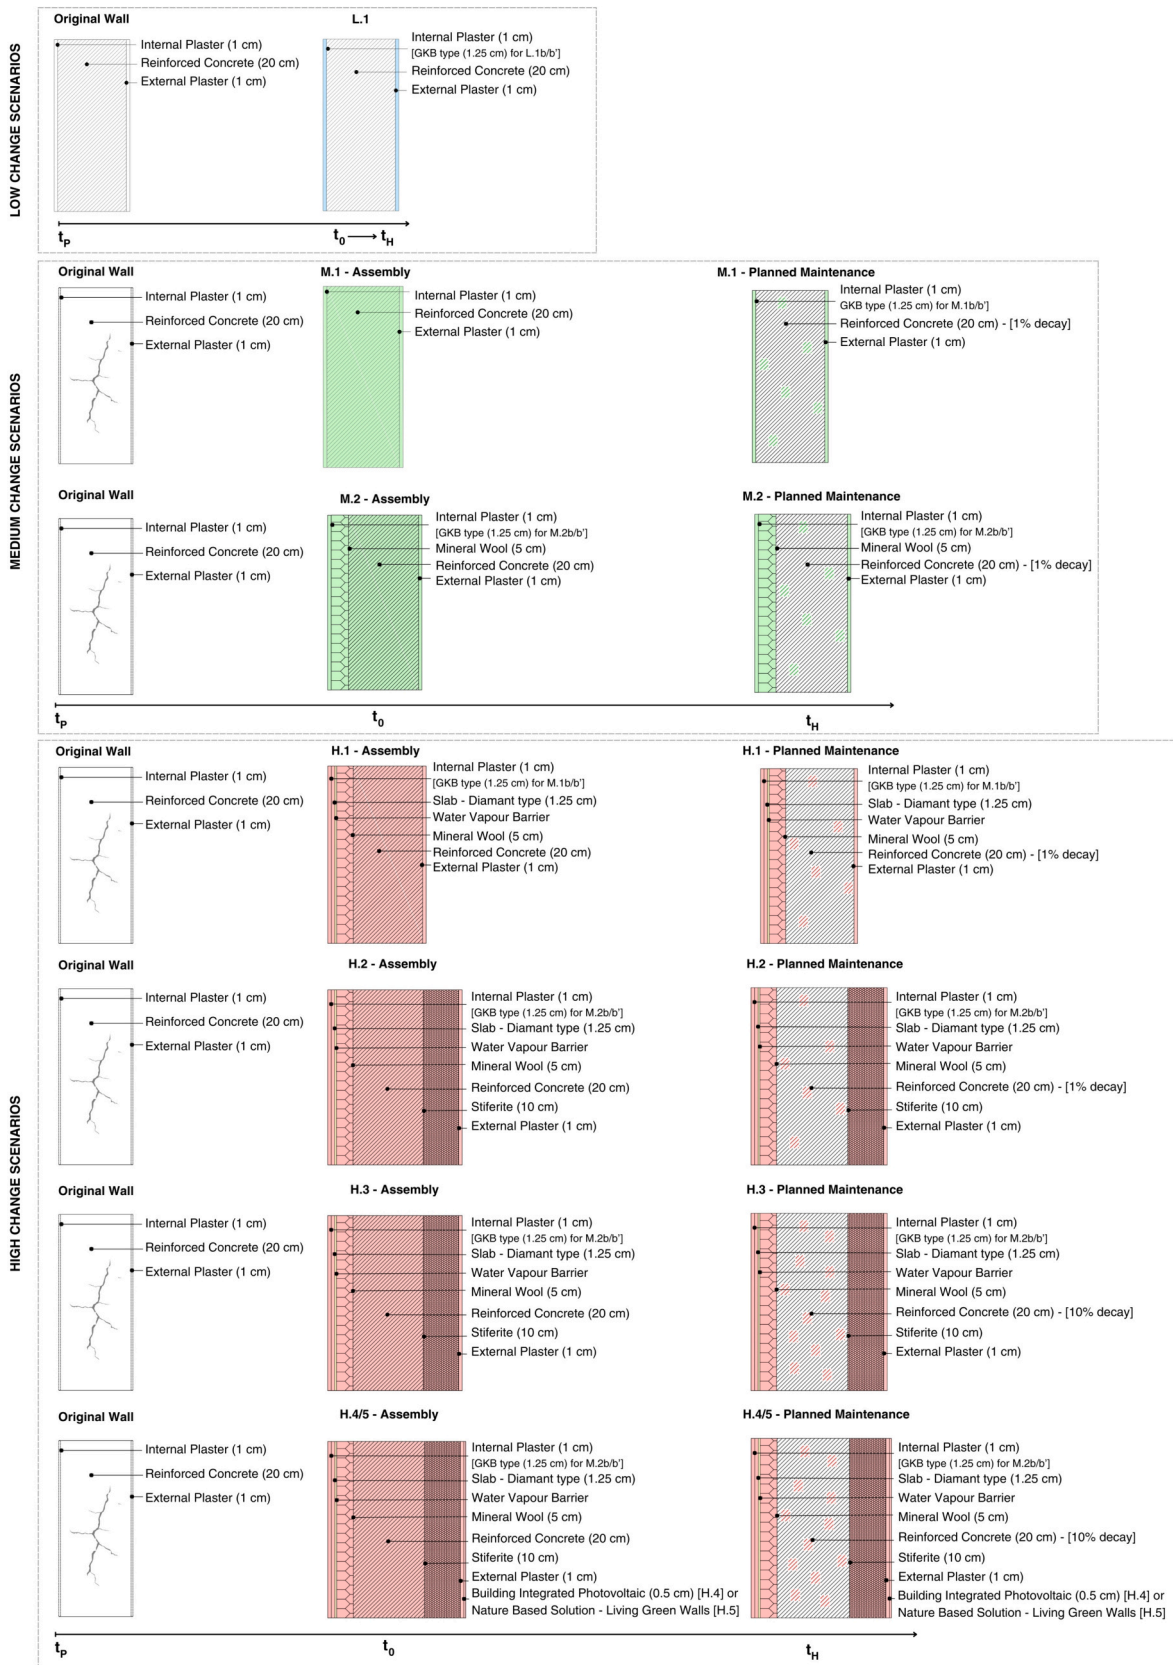 LOW CHANGE SCENARIOS
Original Wall
Internal Plaster (1 cm)
Reinforced Concrete (20 cm)
External Plaster (1 cm)
L.1
Internal Plaster (1 cm)
[GKB type (1.25 cm) for L.1b/b']
Reinforced Concrete (20 cm)
External Plaster (1 cm)
tP
t0 → tH
MEDIUM CHANGE SCENARIOS
Original Wall
Internal Plaster (1 cm)
Reinforced Concrete (20 cm)
External Plaster (1 cm)
M.1 - Assembly
Internal Plaster (1 cm)
Reinforced Concrete (20 cm)
External Plaster (1 cm)
M.1 - Planned Maintenance
Internal Plaster (1 cm)
GKB type (1.25 cm) for M.1b/b']
Reinforced Concrete (20 cm) - [1% decay]
External Plaster (1 cm)
Original Wall
Internal Plaster (1 cm)
Reinforced Concrete (20 cm)
External Plaster (1 cm)
M.2 - Assembly
Internal Plaster (1 cm)
[GKB type (1.25 cm) for M.2b/b']
Mineral Wool (5 cm)
Reinforced Concrete (20 cm)
External Plaster (1 cm)
M.2 - Planned Maintenance
Internal Plaster (1 cm)
[GKB type (1.25 cm) for M.2b/b']
Mineral Wool (5 cm)
Reinforced Concrete (20 cm) - [1% decay]
External Plaster (1 cm)
tP
t0
tH
HIGH CHANGE SCENARIOS
Original Wall
Internal Plaster (1 cm)
Reinforced Concrete (20 cm)
External Plaster (1 cm)
H.1 - Assembly
Internal Plaster (1 cm)
[GKB type (1.25 cm) for M.1b/b']
Slab - Diamant type (1.25 cm)
Water Vapour Barrier
Mineral Wool (5 cm)
Reinforced Concrete (20 cm)
External Plaster (1 cm)
H.1 - Planned Maintenance
Internal Plaster (1 cm)
[GKB type (1.25 cm) for M.1b/b']
Slab - Diamant type (1.25 cm)
Water Vapour Barrier
Mineral Wool (5 cm)
Reinforced Concrete (20 cm) - [1% decay]
External Plaster (1 cm)
Original Wall
Internal Plaster (1 cm)
Reinforced Concrete (20 cm)
External Plaster (1 cm)
H.2 - Assembly
Internal Plaster (1 cm)
[GKB type (1.25 cm) for M.2b/b']
Slab - Diamant type (1.25 cm)
Water Vapour Barrier
Mineral Wool (5 cm)
Reinforced Concrete (20 cm)
Stiferite (10 cm)
External Plaster (1 cm)
H.2 - Planned Maintenance
Internal Plaster (1 cm)
[GKB type (1.25 cm) for M.2b/b']
Slab - Diamant type (1.25 cm)
Water Vapour Barrier
Mineral Wool (5 cm)
Reinforced Concrete (20 cm) - [1% decay]
Stiferite (10 cm)
External Plaster (1 cm)
Original Wall
Internal Plaster (1 cm)
Reinforced Concrete (20 cm)
External Plaster (1 cm)
H.3 - Assembly
Internal Plaster (1 cm)
[GKB type (1.25 cm) for M.2b/b']
Slab - Diamant type (1.25 cm)
Water Vapour Barrier
Mineral Wool (5 cm)
Reinforced Concrete (20 cm)
Stiferite (10 cm)
External Plaster (1 cm)
H.3 - Planned Maintenance
Internal Plaster (1 cm)
[GKB type (1.25 cm) for M.2b/b']
Slab - Diamant type (1.25 cm)
Water Vapour Barrier
Mineral Wool (5 cm)
Reinforced Concrete (20 cm) - [10% decay]
Stiferite (10 cm)
External Plaster (1 cm)
Original Wall
Internal Plaster (1 cm)
Reinforced Concrete (20 cm)
External Plaster (1 cm)
H.4/5 - Assembly
Internal Plaster (1 cm)
[GKB type (1.25 cm) for M.2b/b']
Slab - Diamant type (1.25 cm)
Water Vapour Barrier
Mineral Wool (5 cm)
Reinforced Concrete (20 cm)
Stiferite (10 cm)
External Plaster (1 cm)
Building Integrated Photovoltaic (0.5 cm) [H.4] or
Nature Based Solution - Living Green Walls [H.5]
H.4/5 - Planned Maintenance
Internal Plaster (1 cm)
[GKB type (1.25 cm) for M.2b/b']
Slab - Diamant type (1.25 cm)
Water Vapour Barrier
Mineral Wool (5 cm)
Reinforced Concrete (20 cm) - [10% decay]
Stiferite (10 cm)
External Plaster (1 cm)
Building Integrated Photovoltaic (0.5 cm) [H.4] or
Nature Based Solution - Living Green Walls [H.5]
tP
t0
tH